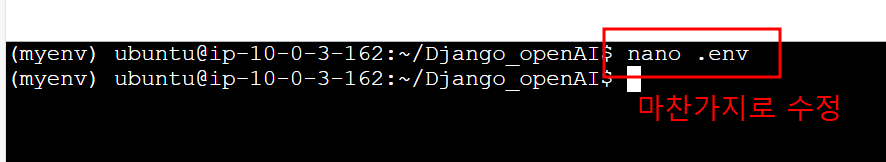 (myenv) ubuntu@ip-10-0-3-162:~/Django_openAI$ nano .env
(myenv) ubuntu@ip-10-0-3-162:~/Django_openAI$
마찬가지로 수정